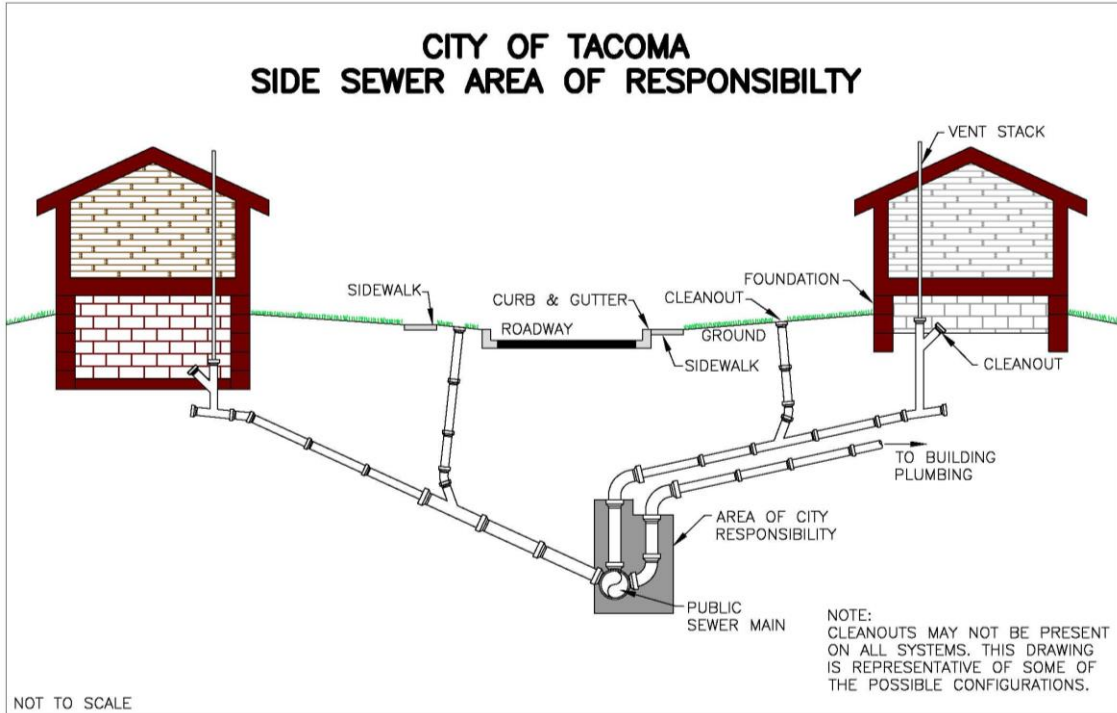 CITY OF TACOMA
SIDE SEWER AREA OF RESPONSIBILTY
VENT STACK
FOUNDATION
SIDEWALK
CURB & GUTTER
CLEANOUT
ROADWAY
GROUND
SIDEWALK
CLEANOUT
TO BUILDING
PLUMBING
AREA OF CITY
RESPONSIBILITY
PUBLIC
SEWER MAIN
NOTE:
CLEANOUTS MAY NOT BE PRESENT
ON ALL SYSTEMS. THIS DRAWING
IS REPRESENTATIVE OF SOME OF
THE POSSIBLE CONFIGURATIONS.
NOT TO SCALE